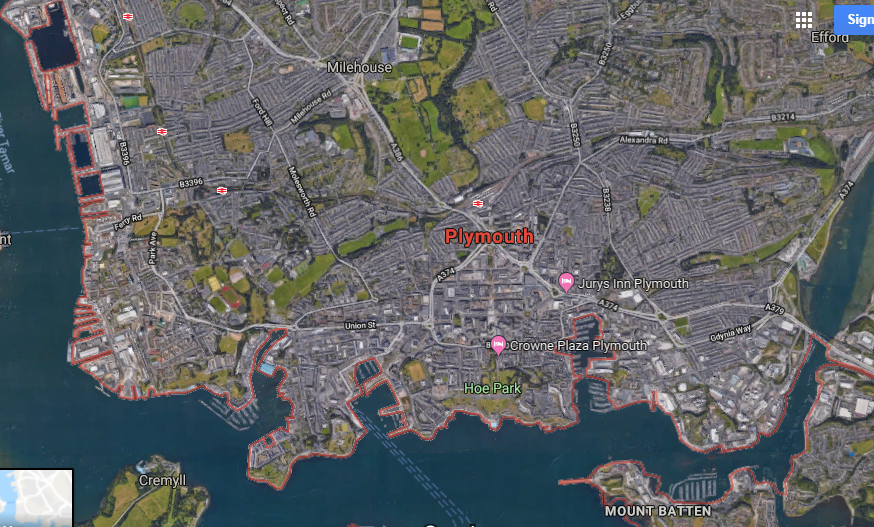 Sign
Efford
Milehouse
Milehouse Rd
Ford Hill
B3250
B3214
Alexandra Rd
B3250
A386
B3396
B3396
Molesworth Rd
B3238
A374
Ferry Rd
Park Ave
Plymouth
A374
Jurys Inn Plymouth
A374
A379
Union St
Gdynia Way
Crowne Plaza Plymouth
Hoe Park
Cremyll
MOUNT BATTEN